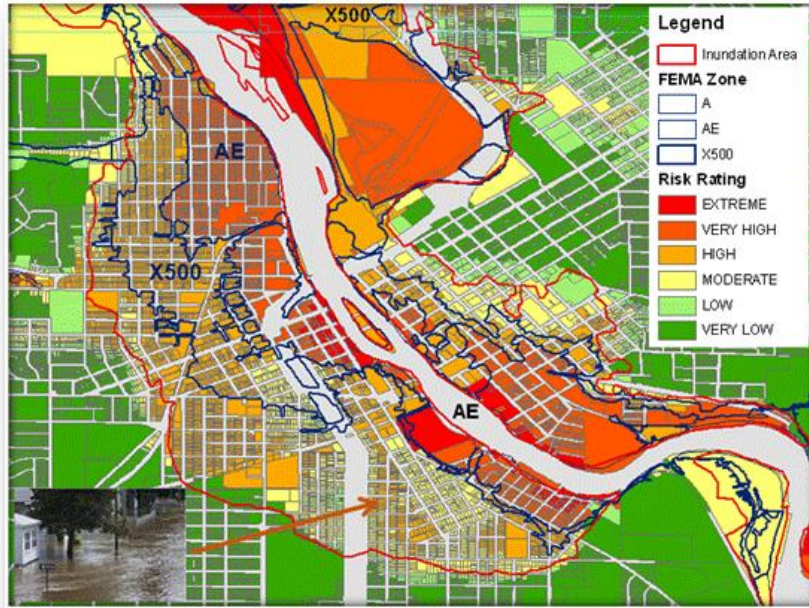 X500
AE
X500
AE
Legend
Inundation Area
FEMA Zone
A
AE
X500
Risk Rating
EXTREME
VERY HIGH
HIGH
MODERATE
LOW
VERY LOW